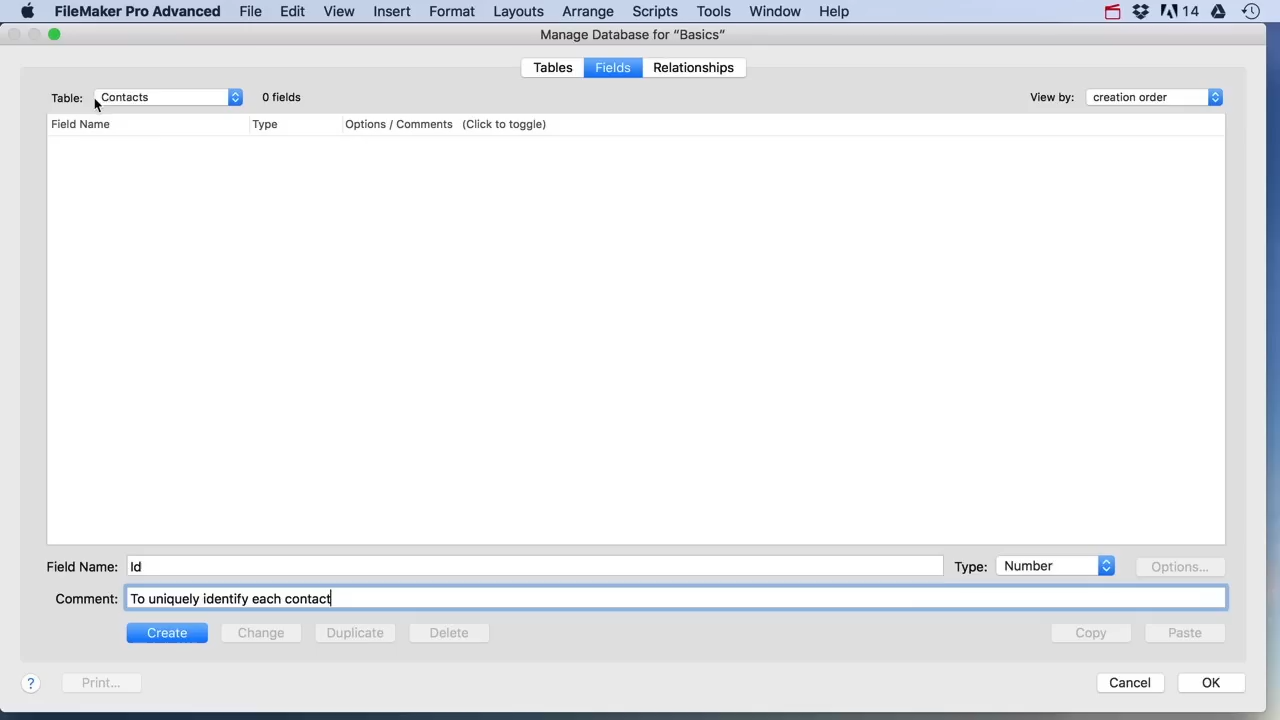 FileMaker Pro Advanced File Edit View Insert Format Layouts Arrange Scripts Tools Window Help 14
Manage Database for “Basics”
Tables Fields Relationships
Table: Contacts 0 fields View by: creation order
Field Name Type Options / Comments (Click to toggle)
Field Name: Id Type: Number Options...
Comment: To uniquely identify each contact
Create Change Duplicate Delete Copy Paste
? Print... Cancel OK